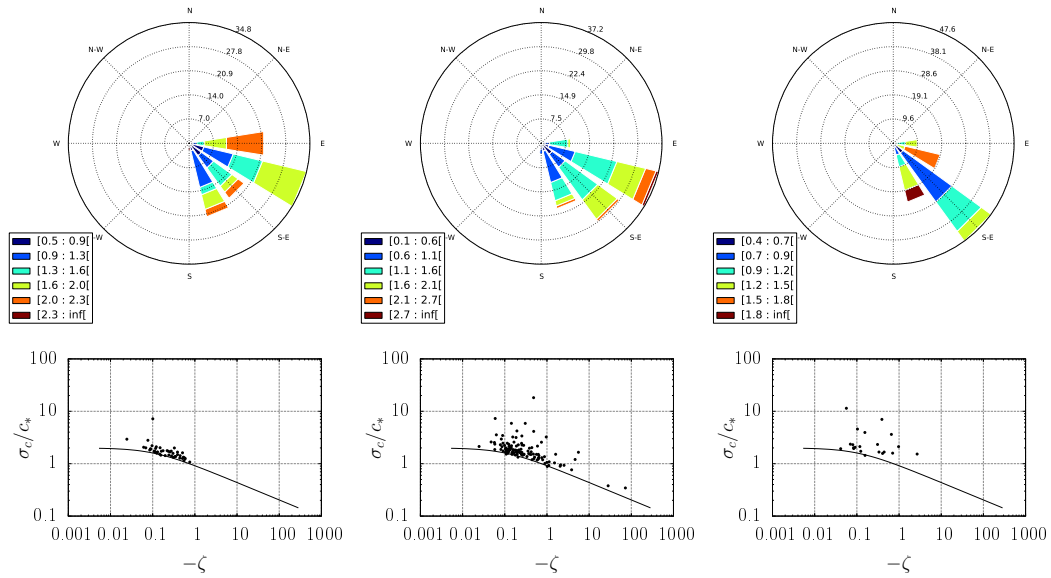 N
N-W
N-E
34.8
27.8
20.9
14.0
7.0
W
E
-W
S-E
S
[0.5 : 0.9[
[0.9 : 1.3[
[1.3 : 1.6[
[1.6 : 2.0[
[2.0 : 2.3[
[2.3 : inf[
N
N-W
N-E
37.2
29.8
22.4
14.9
7.5
W
E
-W
S-E
S
[0.1 : 0.6[
[0.6 : 1.1[
[1.1 : 1.6[
[1.6 : 2.1[
[2.1 : 2.7[
[2.7 : inf[
N
N-W
N-E
47.6
38.1
28.6
19.0
9.6
W
E
-W
S-E
S
[0.4 : 0.7[
[0.7 : 0.9[
[0.9 : 1.2[
[1.2 : 1.5[
[1.5 : 1.8[
[1.8 : inf[
100
10
1
0.1
σc/c*
0.001 0.01 0.1 1 10 100 1000
−ζ
100
10
1
0.1
σc/c*
0.001 0.01 0.1 1 10 100 1000
−ζ
100
10
1
0.1
σc/c*
0.001 0.01 0.1 1 10 100 1000
−ζ